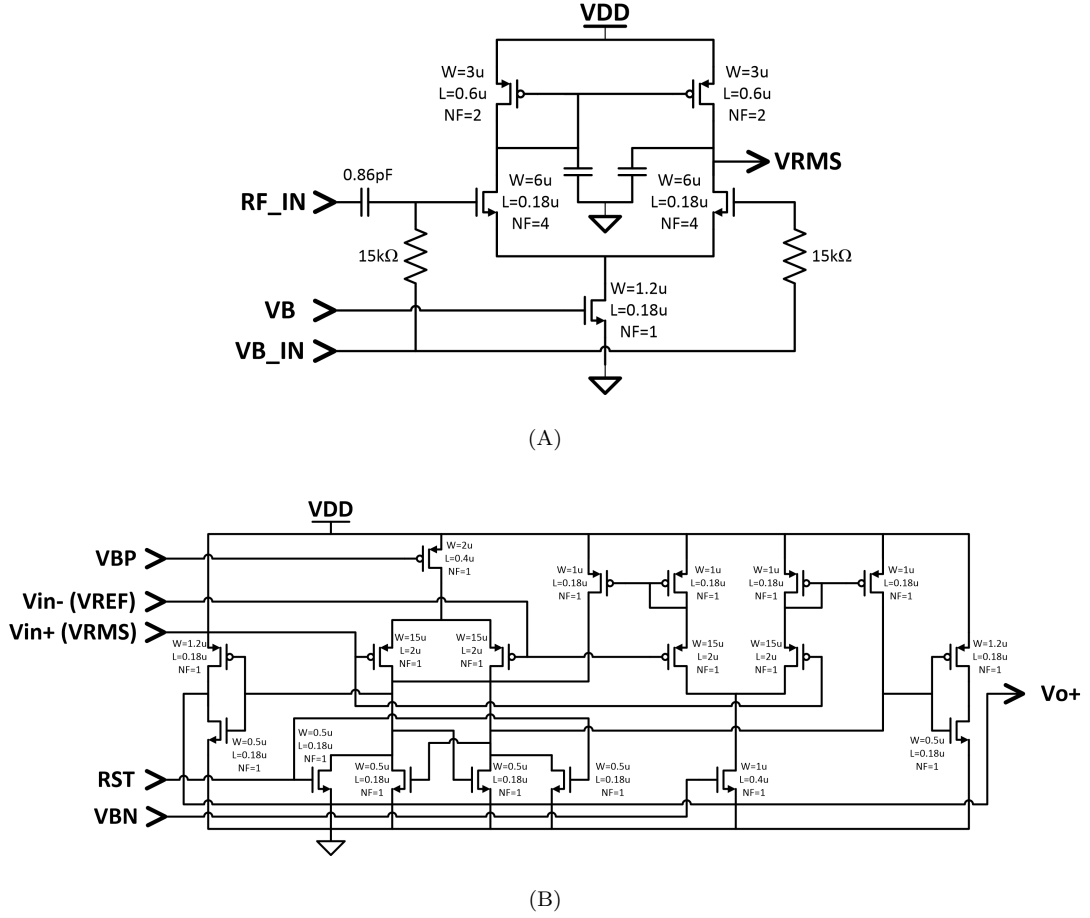 VDD
W=3u
L=0.6u
NF=2
W=3u
L=0.6u
NF=2
VRMS
0.86pF
RF_IN
W=6u
L=0.18u
NF=4
W=6u
L=0.18u
NF=4
15kΩ
15kΩ
VB
W=1.2u
L=0.18u
NF=1
VB_IN
(A)
VDD
VBP
W=2u
L=0.4u
NF=1
W=1u
L=0.18u
NF=1
W=1u
L=0.18u
NF=1
W=1u
L=0.18u
NF=1
W=1u
L=0.18u
NF=1
Vin- (VREF)
Vin+ (VRMS)
W=1.2u
L=0.18u
NF=1
W=15u
L=2u
NF=1
W=15u
L=2u
NF=1
W=15u
L=2u
NF=1
W=15u
L=2u
NF=1
W=1.2u
L=0.18u
NF=1
Vo+
W=0.5u
L=0.18u
NF=1
W=0.5u
L=0.18u
NF=1
W=0.5u
L=0.18u
NF=1
RST
W=0.5u
L=0.18u
NF=1
W=0.5u
L=0.18u
NF=1
W=0.5u
L=0.18u
NF=1
W=1u
L=0.4u
NF=1
VBN
(B)